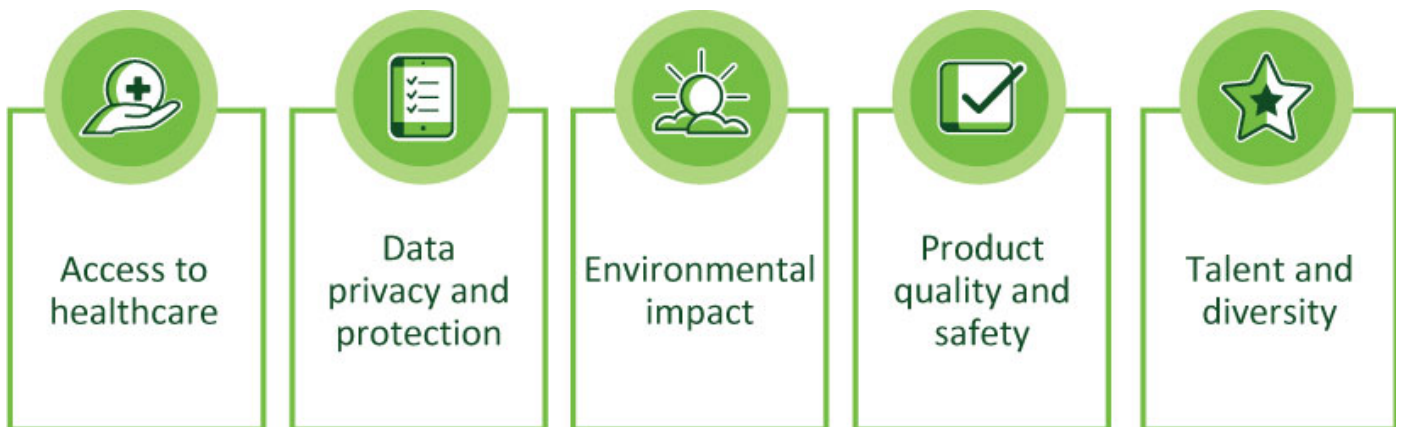 Access to
healthcare
Data
privacy and
protection
Environmental
impact
Product
quality and
safety
Talent and
diversity